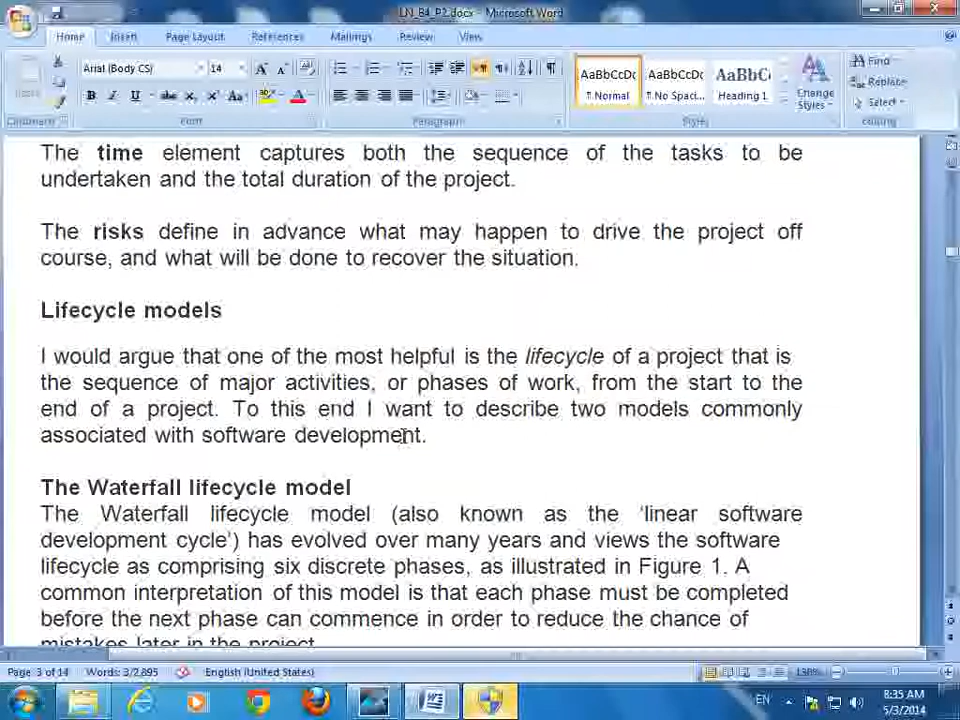 LN_B4_P2.docx - Microsoft Word
Home Insert Page Layout References Mailings Review View
Arial (Body CS) 14
AaBbCcDc AaBbCcDc AaBbC
¶ Normal ¶ No Spaci... Heading 1
Change Styles
Find
Replace
Select
Clipboard Font Paragraph Styles Editing
The time element captures both the sequence of the tasks to be
undertaken and the total duration of the project.
The risks define in advance what may happen to drive the project off
course, and what will be done to recover the situation.
Lifecycle models
I would argue that one of the most helpful is the lifecycle of a project that is
the sequence of major activities, or phases of work, from the start to the
end of a project. To this end I want to describe two models commonly
associated with software development.
The Waterfall lifecycle model
The Waterfall lifecycle model (also known as the ‘linear software
development cycle’) has evolved over many years and views the software
lifecycle as comprising six discrete phases, as illustrated in Figure 1. A
common interpretation of this model is that each phase must be completed
before the next phase can commence in order to reduce the chance of
mistakes later in the project.
Page: 3 of 14 Words: 3/2,895 English (United States) 130%
EN 8:35 AM
5/3/2014